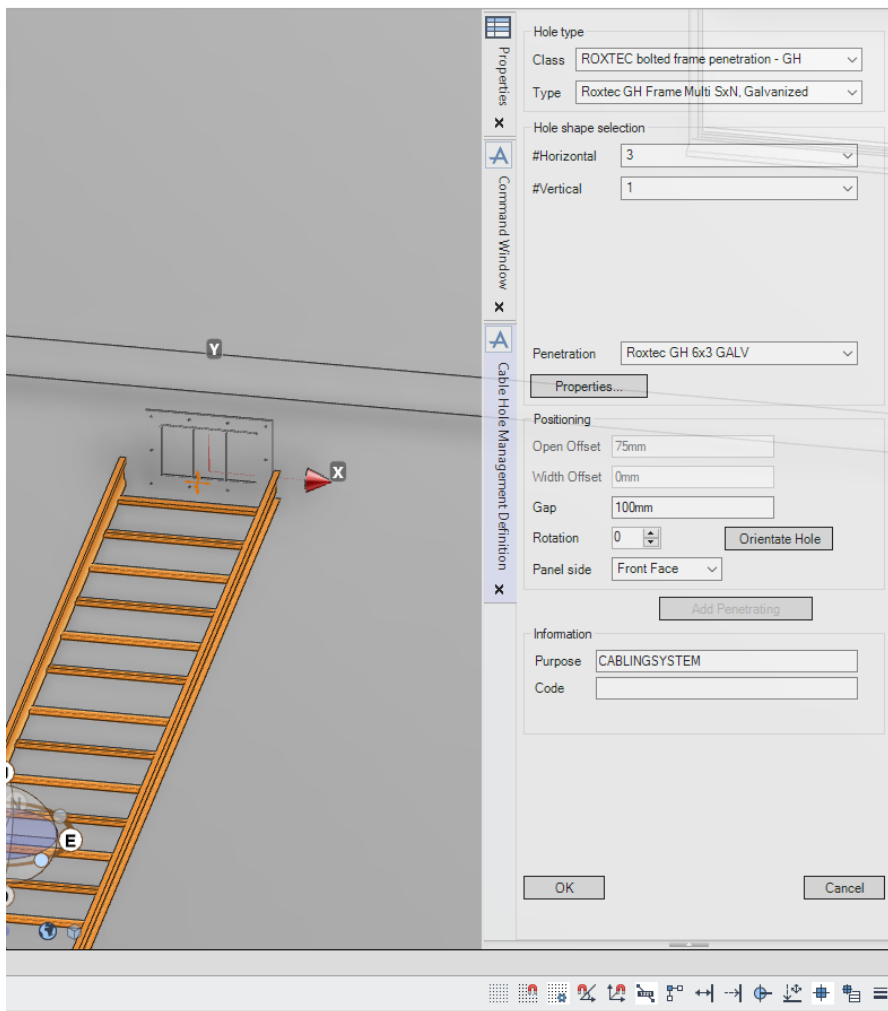 Properties
Command Window
Cable Hole Management Definition
Y
X
N
E
Hole type
Class ROXTEC bolted frame penetration - GH
Type Roxtec GH Frame Multi SxN, Galvanized
Hole shape selection
#Horizontal 3
#Vertical 1
Penetration Roxtec GH 6x3 GALV
Properties...
Positioning
Open Offset 75mm
Width Offset 0mm
Gap 100mm
Rotation 0 Orientate Hole
Panel side Front Face
Add Penetrating
Information
Purpose CABLINGSYSTEM
Code
OK Cancel